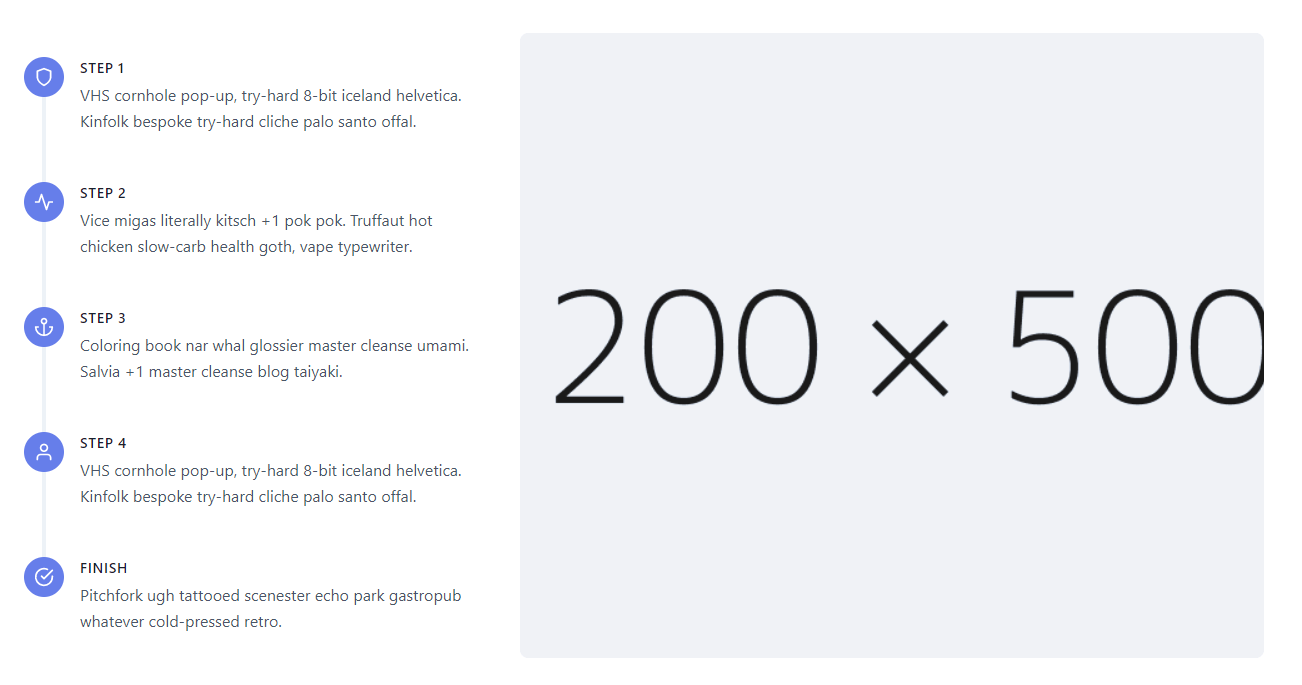 STEP 1
VHS cornhole pop-up, try-hard 8-bit iceland helvetica.
Kinfolk bespoke try-hard cliche palo santo offal.
STEP 2
Vice migas literally kitsch +1 pok pok. Truffaut hot
chicken slow-carb health goth, vape typewriter.
STEP 3
Coloring book nar whal glossier master cleanse umami.
Salvia +1 master cleanse blog taiyaki.
STEP 4
VHS cornhole pop-up, try-hard 8-bit iceland helvetica.
Kinfolk bespoke try-hard cliche palo santo offal.
FINISH
Pitchfork ugh tattooed scenester echo park gastropub
whatever cold-pressed retro.
200 × 500